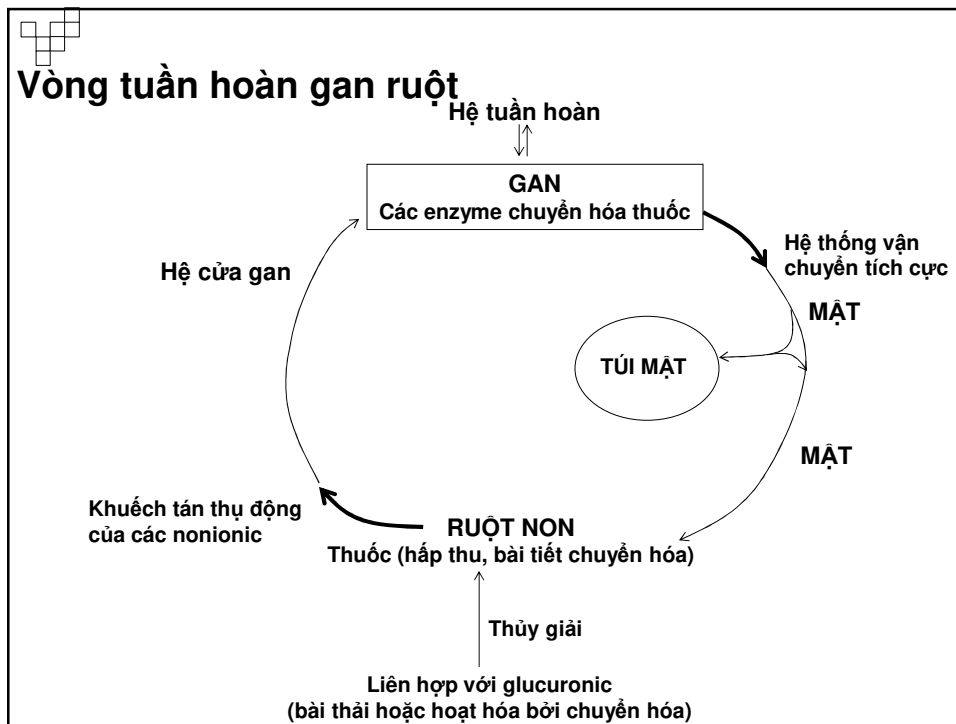 Vòng tuần hoàn gan ruột
Hệ tuần hoàn
GAN
Các enzyme chuyển hóa thuốc
Hệ thống vận
chuyển tích cực
Hệ cửa gan
MẬT
TÚI MẬT
MẬT
Khuếch tán thụ động
của các nonionic
RUỘT NON
Thuốc (hấp thu, bài tiết chuyển hóa)
Thủy giải
Liên hợp với glucuronic
(bài thải hoặc hoạt hóa bởi chuyển hóa)